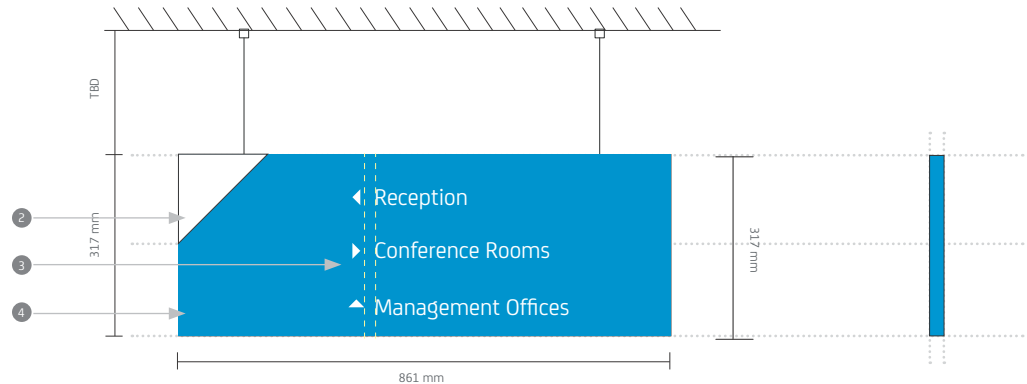 TBD
317 mm
2
3
4
Reception
Conference Rooms
Management Offices
317 mm
861 mm